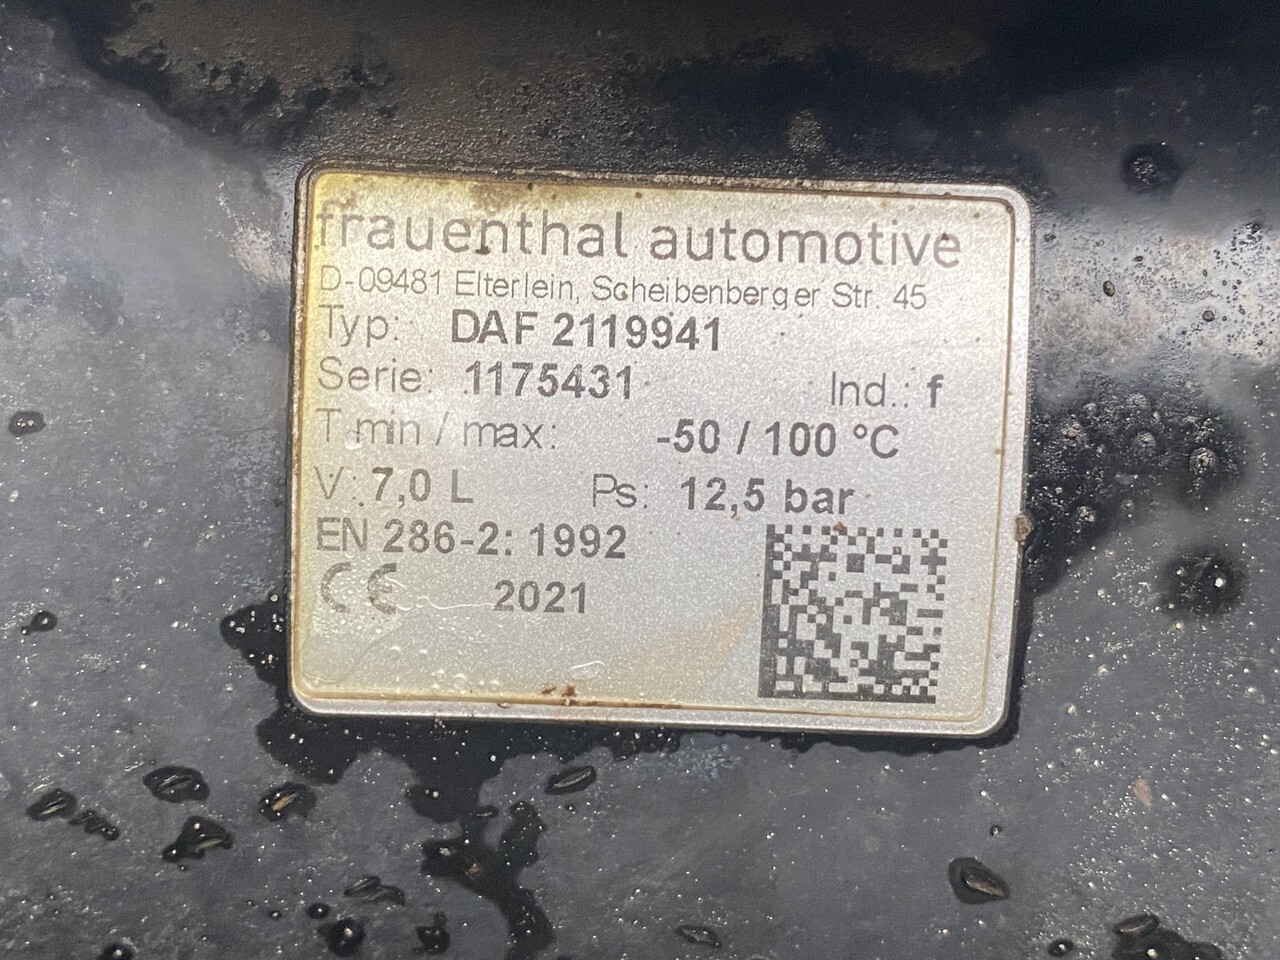 frauenthal automotive
D-09481 Elterlein, Scheibenberger Str. 45
Typ: DAF 2119941
Serie: 1175431 Ind.: f
T min / max: -50 / 100 °C
V: 7,0 L Ps: 12,5 bar
EN 286-2: 1992
CE 2021